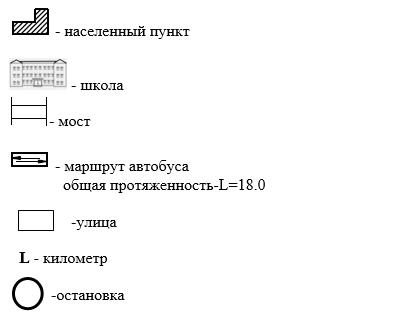 - населенный пункт
- школа
- мост
- маршрут автобуса
общая протяженность-L=18.0
-улица
L - километр
-остановка